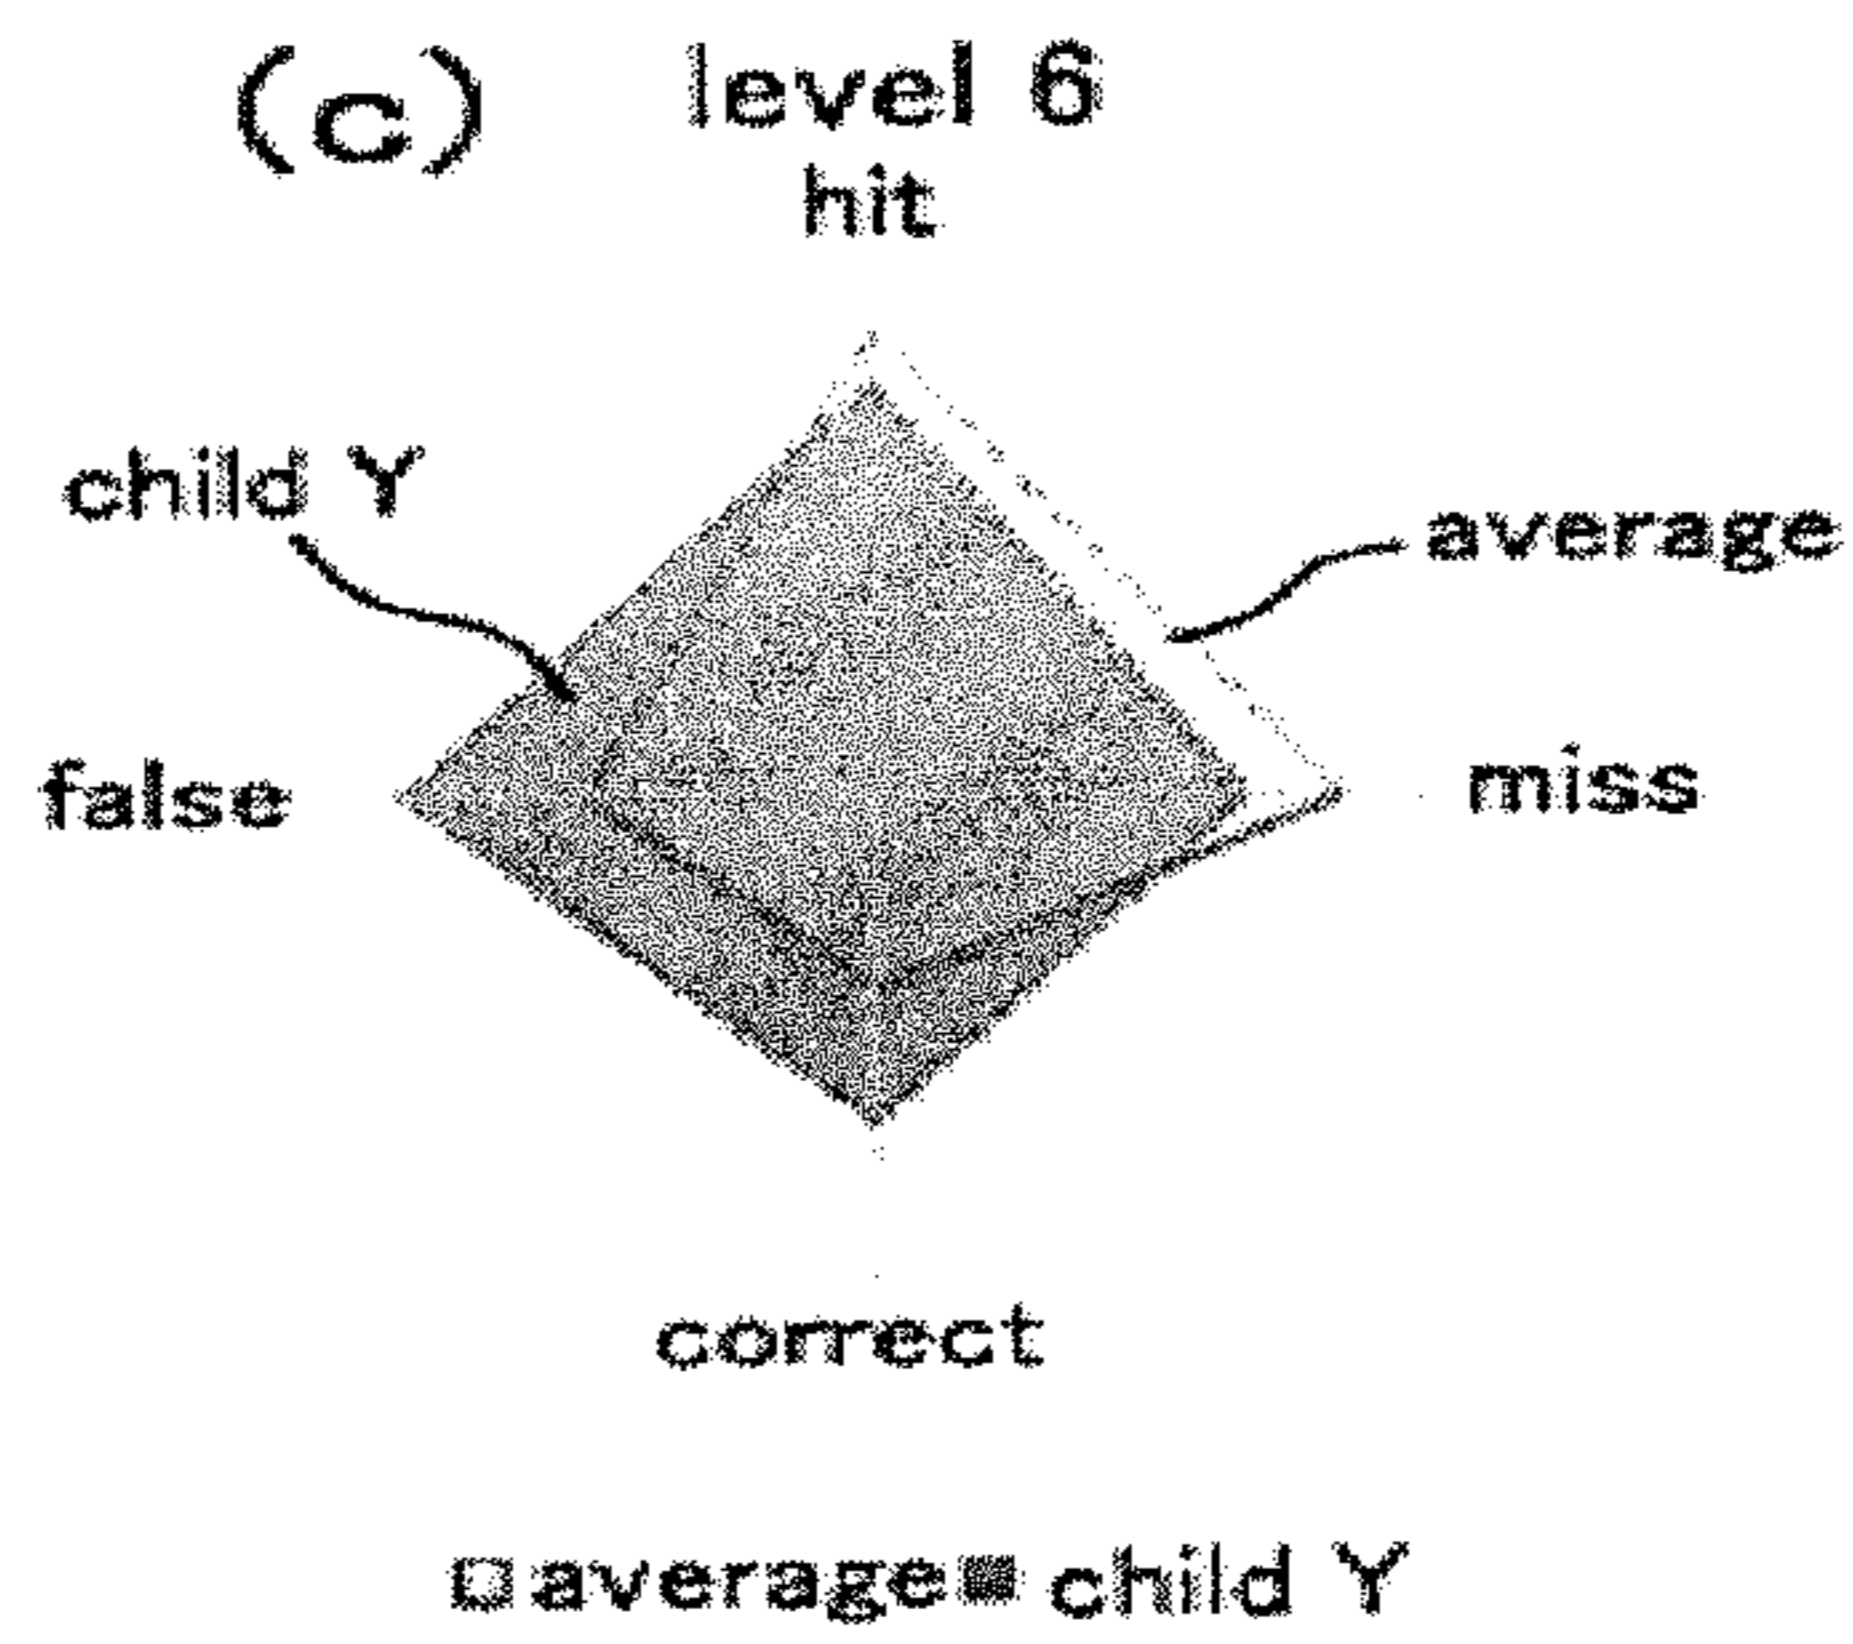 (c) level 6
hit
child Y
average
false
miss
correct
average child Y